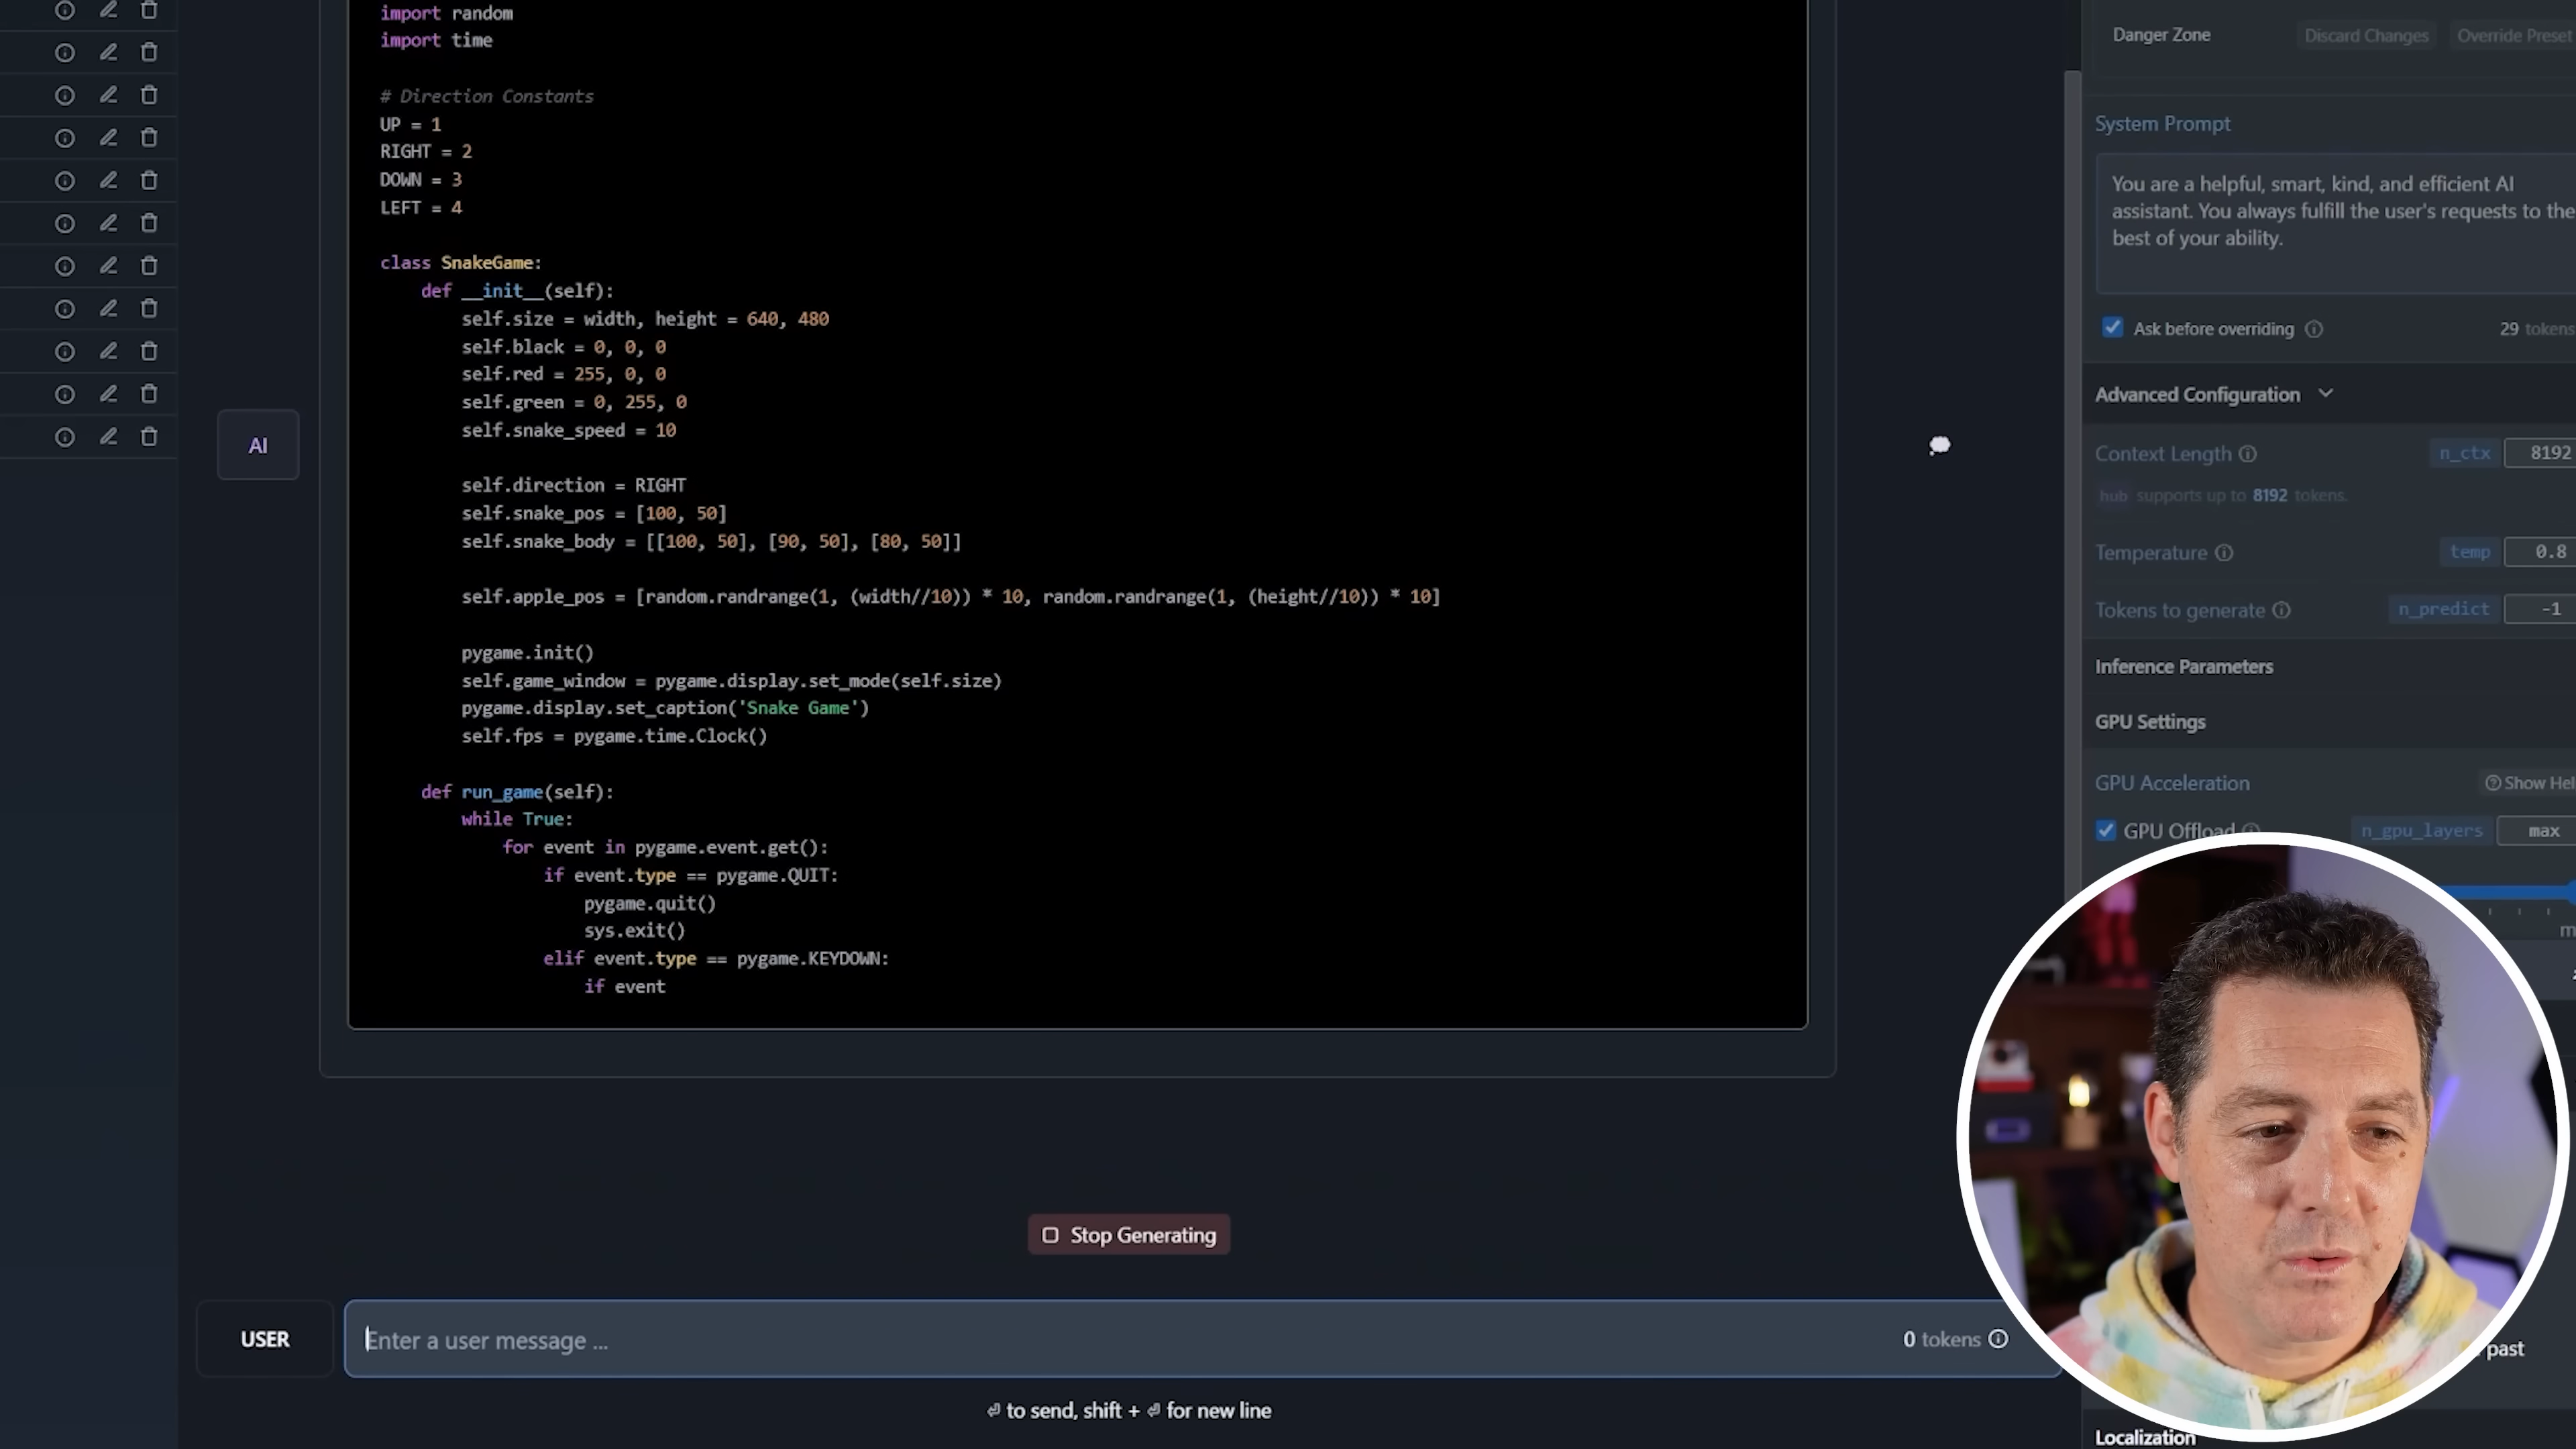 import random
import time
# Direction Constants
UP = 1
RIGHT = 2
DOWN = 3
LEFT = 4
class SnakeGame:
def __init__(self):
self.size = width, height = 640, 480
self.black = 0, 0, 0
self.red = 255, 0, 0
self.green = 0, 255, 0
self.snake_speed = 10
self.direction = RIGHT
self.snake_pos = [100, 50]
self.snake_body = [[100, 50], [90, 50], [80, 50]]
self.apple_pos = [random.randrange(1, (width//10)) * 10, random.randrange(1, (height//10)) * 10]
pygame.init()
self.game_window = pygame.display.set_mode(self.size)
pygame.display.set_caption('Snake Game')
self.fps = pygame.time.Clock()
def run_game(self):
while True:
for event in pygame.event.get():
if event.type == pygame.QUIT:
pygame.quit()
sys.exit()
elif event.type == pygame.KEYDOWN:
if event
AI
Stop Generating
USER
Enter a user message ...
0 tokens
⏎ to send, shift + ⏎ for new line
Danger Zone
Discard Changes
Override Preset
System Prompt
You are a helpful, smart, kind, and efficient AI
assistant. You always fulfill the user's requests to the
best of your ability.
Ask before overriding
29 tokens
Advanced Configuration
Context Length
n_ctx
8192
hub supports up to 8192 tokens.
Temperature
temp
0.8
Tokens to generate
n_predict
-1
Inference Parameters
GPU Settings
GPU Acceleration
Show Hel
GPU Offload
n_gpu_layers
max
past
Localization